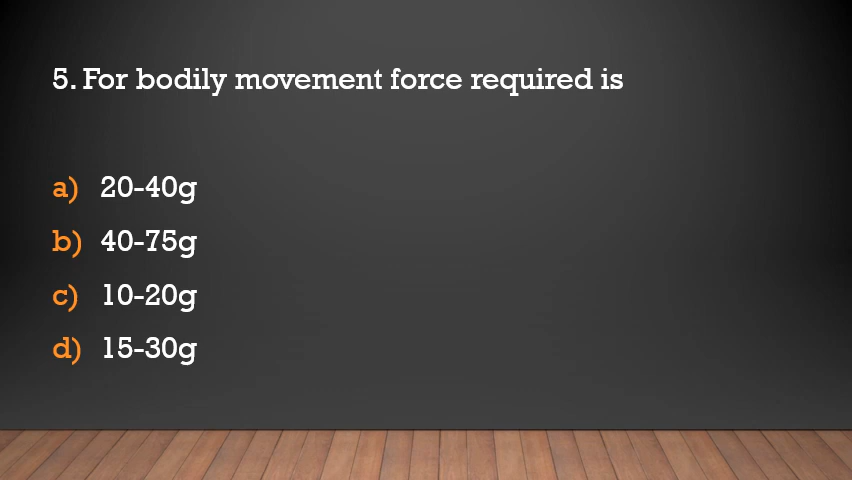 5. For bodily movement force required is
a) 20-40g
b) 40-75g
c) 10-20g
d) 15-30g